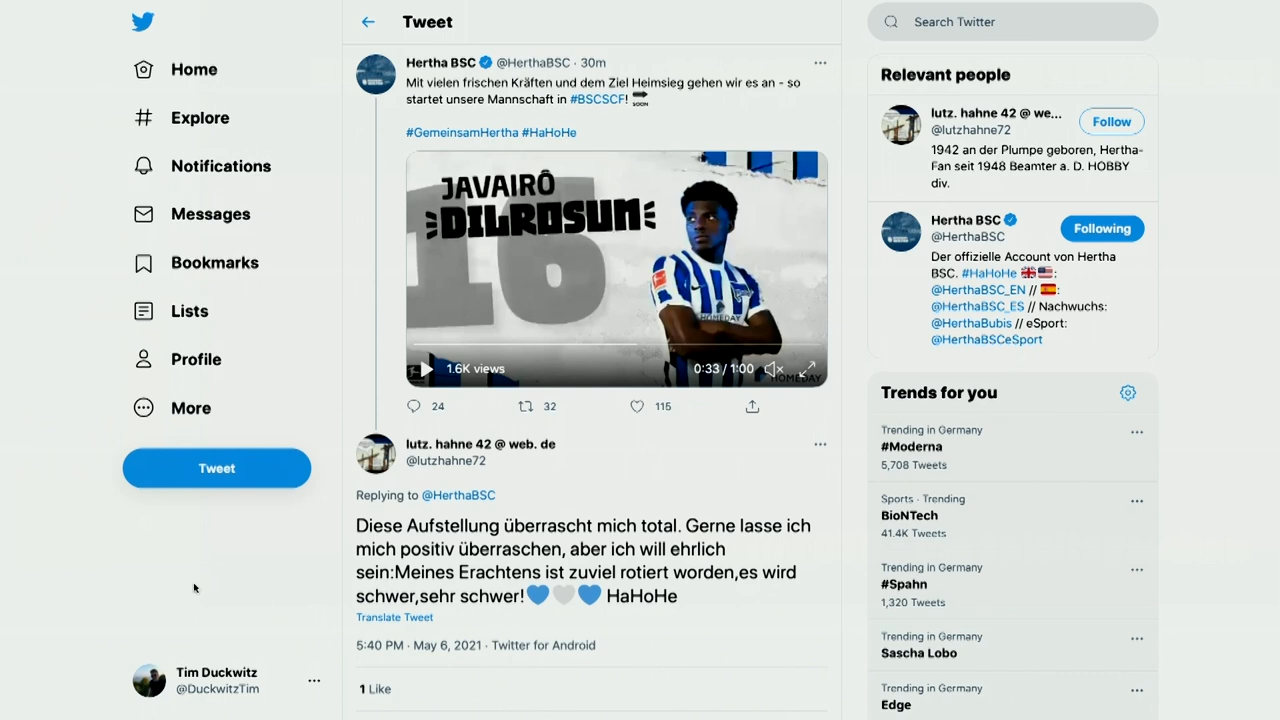 Home
Explore
Notifications
Messages
Bookmarks
Lists
Profile
More
Tweet
Tim Duckwitz
@DuckwitzTim
Tweet
Hertha BSC @HerthaBSC · 30m
Mit vielen frischen Kräften und dem Ziel Heimsieg gehen wir es an - so
startet unsere Mannschaft in #BSCSCF! SOON
#GemeinsamHertha #HaHoHe
JAVAIRÔ
DILROSUN
16
HOMEDAY
1.6K views
0:33 / 1:00
HOMEDAY
24 32 115
lutz. hahne 42 @ web. de
@lutzhahne72
Replying to @HerthaBSC
Diese Aufstellung überrascht mich total. Gerne lasse ich
mich positiv überraschen, aber ich will ehrlich
sein:Meines Erachtens ist zuviel rotiert worden,es wird
schwer,sehr schwer!💙🤍💙 HaHoHe
Translate Tweet
5:40 PM · May 6, 2021 · Twitter for Android
1 Like
Search Twitter
Relevant people
lutz. hahne 42 @ we...
@lutzhahne72
Follow
1942 an der Plumpe geboren, Hertha-
Fan seit 1948 Beamter a. D. HOBBY
div.
Hertha BSC
@HerthaBSC
Following
Der offizielle Account von Hertha
BSC. #HaHoHe 🇬🇧🇺🇸:
@HerthaBSC_EN // 🇪🇸:
@HerthaBSC_ES // Nachwuchs:
@HerthaBubis // eSport:
@HerthaBSCeSport
Trends for you
Trending in Germany
#Moderna
5,708 Tweets
Sports · Trending
BioNTech
41.4K Tweets
Trending in Germany
#Spahn
1,320 Tweets
Trending in Germany
Sascha Lobo
Trending in Germany
Edge